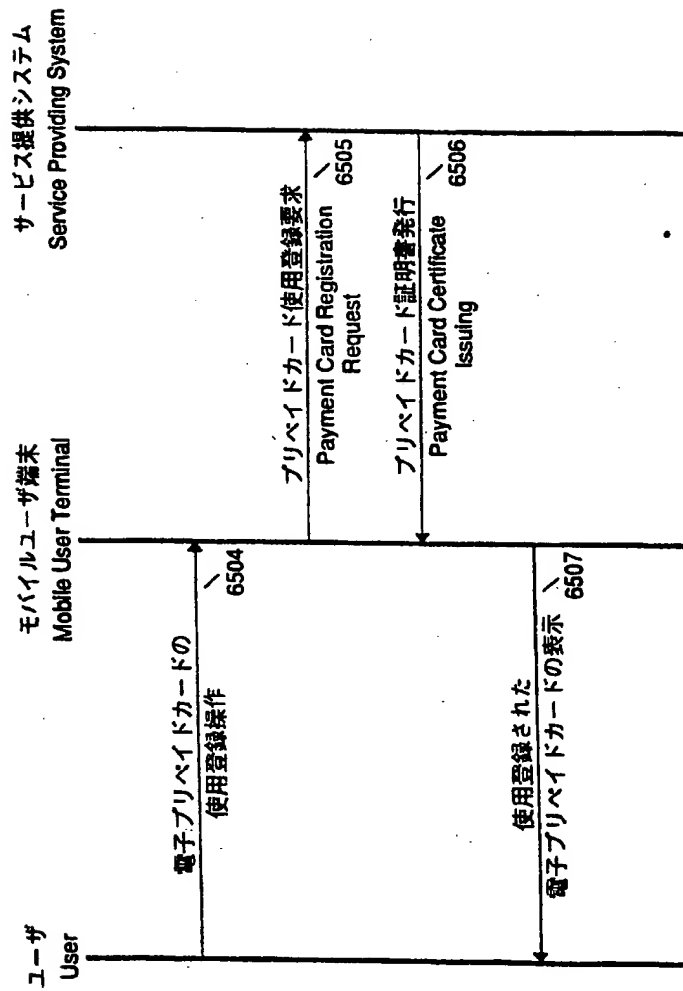 ユーザ
User
モバイルユーザ端末
Mobile User Terminal
サービス提供システム
Service Providing System
電子プリペイドカードの
使用登録操作
6504
プリペイドカード使用登録要求
Payment Card Registration
Request
6505
プリペイドカード証明書発行
Payment Card Certificate
Issuing
6506
使用登録された
電子プリペイドカードの表示
6507